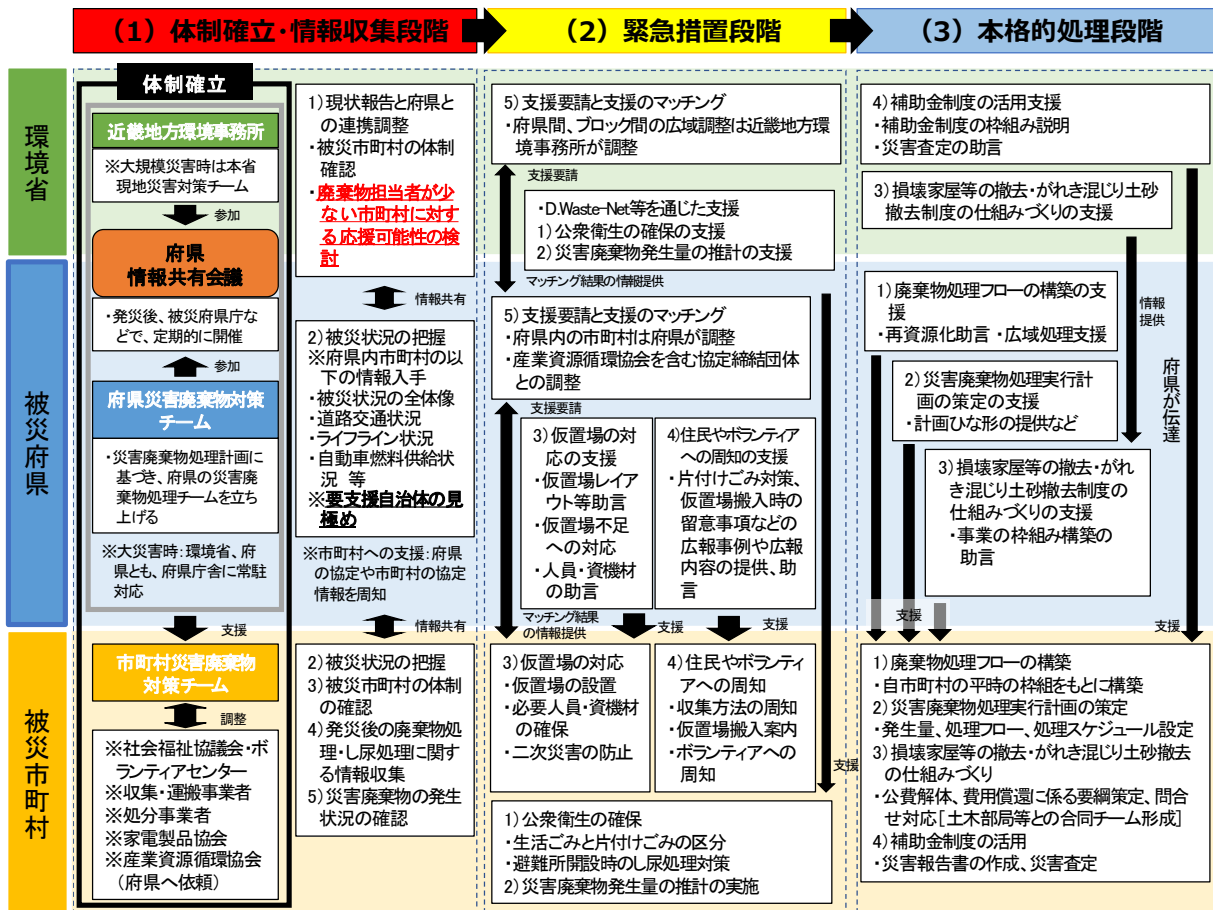 (1)体制確立・情報収集段階
(2)緊急措置段階
(3)本格的処理段階
環境省
被災府県
被災市町村
体制確立
近畿地方環境事務所
※大規模災害時は本省
現地災害対策チーム
参加
府県
情報共有会議
・発災後、被災府県庁な
どで、定期的に開催
参加
府県災害廃棄物対策
チーム
・災害廃棄物処理計画に
基づき、府県の災害廃
棄物処理チームを立ち
上げる
※大災害時:環境省、府
県とも、府県庁舎に常駐
対応
支援
市町村災害廃棄物
対策チーム
調整
※社会福祉協議会・ボ
ランティアセンター
※収集・運搬事業者
※処分事業者
※家電製品協会
※産業資源循環協会
(府県へ依頼)
1)現状報告と府県と
の連携調整
・被災市町村の体制
確認
・廃棄物担当者が少
ない市町村に対す
る応援可能性の検
討
情報共有
2)被災状況の把握
※府県内市町村の以
下の情報入手
・被災状況の全体像
・道路交通状況
・ライフライン状況
・自動車燃料供給状
況 等
※要支援自治体の見
極め
※市町村への支援:府県
の協定や市町村の協定
情報を周知
情報共有
2)被災状況の把握
3)被災市町村の体制
の確認
4)発災後の廃棄物処
理・し尿処理に関す
る情報収集
5)災害廃棄物の発生
状況の確認
5)支援要請と支援のマッチング
・府県間、ブロック間の広域調整は近畿地方環
境事務所が調整
支援要請
・D.Waste-Net等を通じた支援
1)公衆衛生の確保の支援
2)災害廃棄物発生量の推計の支援
マッチング結果の情報提供
5)支援要請と支援のマッチング
・府県内の市町村は府県が調整
・産業資源循環協会を含む協定締結団体
との調整
支援要請
3)仮置場の対
応の支援
・仮置場レイア
ウト等助言
・仮置場不足
への対応
・人員・資機材
の助言
4)住民やボランティア
への周知の支援
・片付けごみ対策、
仮置場搬入時の
留意事項などの
広報事例や広報
内容の提供、助
言
マッチング結果
の情報提供
支援
支援
3)仮置場の対応
・仮置場の設置
・必要人員・資機材
の確保
・二次災害の防止
4)住民やボランティ
アへの周知
・収集方法の周知
・仮置場搬入案内
・ボランティアへの
周知
支援
1)公衆衛生の確保
・生活ごみと片付けごみの区分
・避難所開設時のし尿処理対策
2)災害廃棄物発生量の推計の実施
4)補助金制度の活用支援
・補助金制度の枠組み説明
・災害査定の助言
3)損壊家屋等の撤去・がれき混じり土砂
撤去制度の仕組みづくりの支援
1)廃棄物処理フローの構築の支
援
・再資源化助言・広域処理支援
情報
提供
2)災害廃棄物処理実行計
画の策定の支援
・計画ひな形の提供など
府県が伝達
3)損壊家屋等の撤去・がれ
き混じり土砂撤去制度の
仕組みづくりの支援
・事業の枠組み構築の
助言
支援
支援
1)廃棄物処理フローの構築
・自市町村の平時の枠組をもとに構築
2)災害廃棄物処理実行計画の策定
・発生量、処理フロー、処理スケジュール設定
3)損壊家屋等の撤去・がれき混じり土砂撤去
の仕組みづくり
・公費解体、費用償還に係る要綱策定、問合
せ対応[土木部局等との合同チーム形成]
4)補助金制度の活用
・災害報告書の作成、災害査定